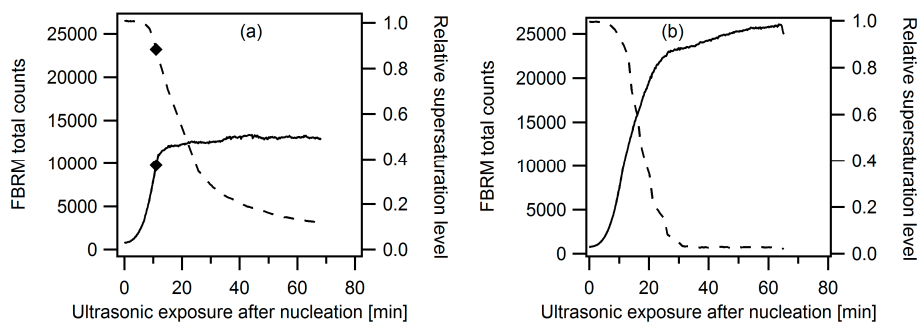 (a)
FBRM total counts
25000
20000
15000
10000
5000
0
1.0
0.8
0.6
0.4
0.2
0.0
Relative supersaturation level
0 20 40 60 80
Ultrasonic exposure after nucleation [min]
(b)
FBRM total counts
25000
20000
15000
10000
5000
0
1.0
0.8
0.6
0.4
0.2
0.0
Relative supersaturation level
0 20 40 60 80
Ultrasonic exposure after nucleation [min]